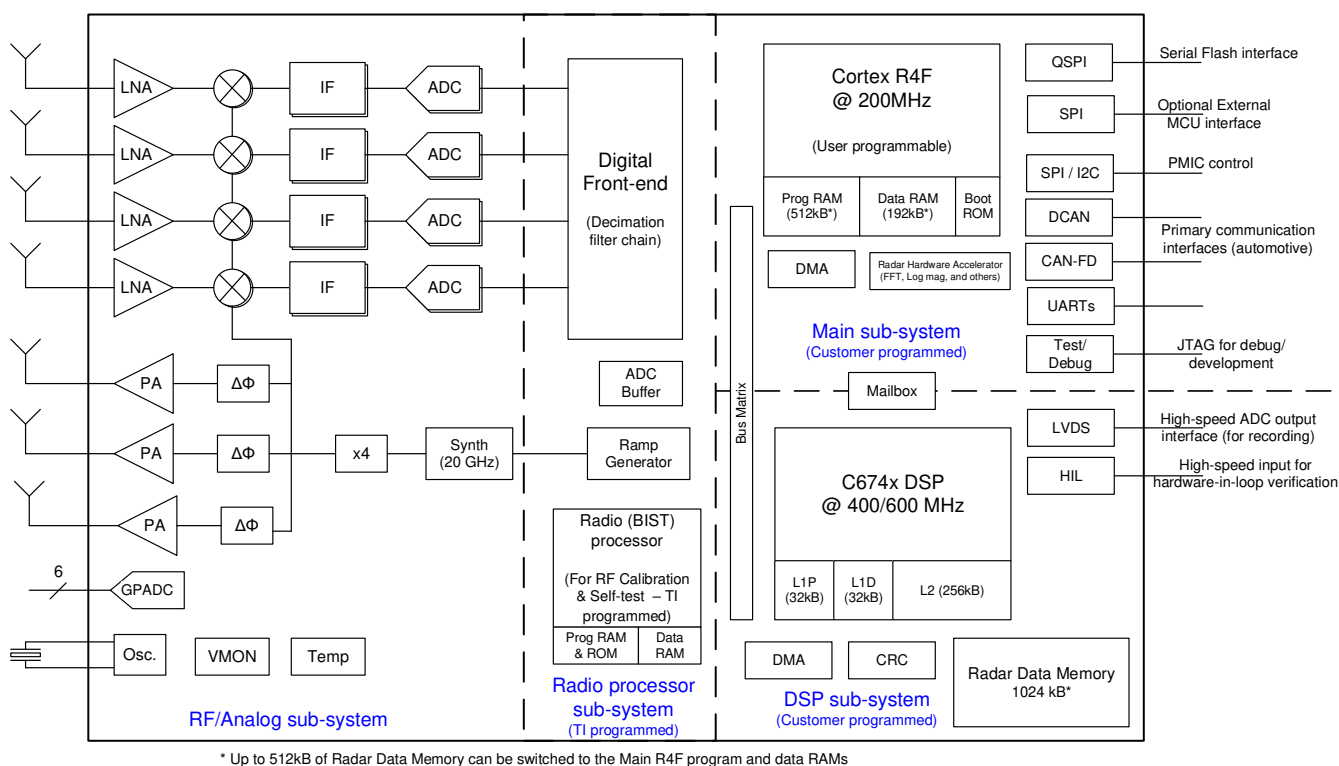 LNA
IF
ADC
LNA
IF
ADC
LNA
IF
ADC
LNA
IF
ADC
PA
ΔΦ
PA
ΔΦ
PA
ΔΦ
x4
Synth
(20 GHz)
6
GPADC
Osc.
VMON
Temp
RF/Analog sub-system
Digital
Front-end
(Decimation
filter chain)
ADC
Buffer
Ramp
Generator
Radio (BIST)
processor
(For RF Calibration
& Self-test – TI
programmed)
Prog RAM
& ROM
Data
RAM
Radio processor
sub-system
(TI programmed)
Bus Matrix
Cortex R4F
@ 200MHz
(User programmable)
Prog RAM
(512kB*)
Data RAM
(192kB*)
Boot
ROM
DMA
Radar Hardware Accelerator
(FFT, Log mag, and others)
Main sub-system
(Customer programmed)
Mailbox
C674x DSP
@ 400/600 MHz
L1P
(32kB)
L1D
(32kB)
L2 (256kB)
DMA
CRC
DSP sub-system
(Customer programmed)
Radar Data Memory
1024 kB*
QSPI
Serial Flash interface
SPI
Optional External
MCU interface
SPI / I2C
PMIC control
DCAN
Primary communication
interfaces (automotive)
CAN-FD
UARTs
Test/
Debug
JTAG for debug/
development
LVDS
High-speed ADC output
interface (for recording)
HIL
High-speed input for
hardware-in-loop verification
* Up to 512kB of Radar Data Memory can be switched to the Main R4F program and data RAMs